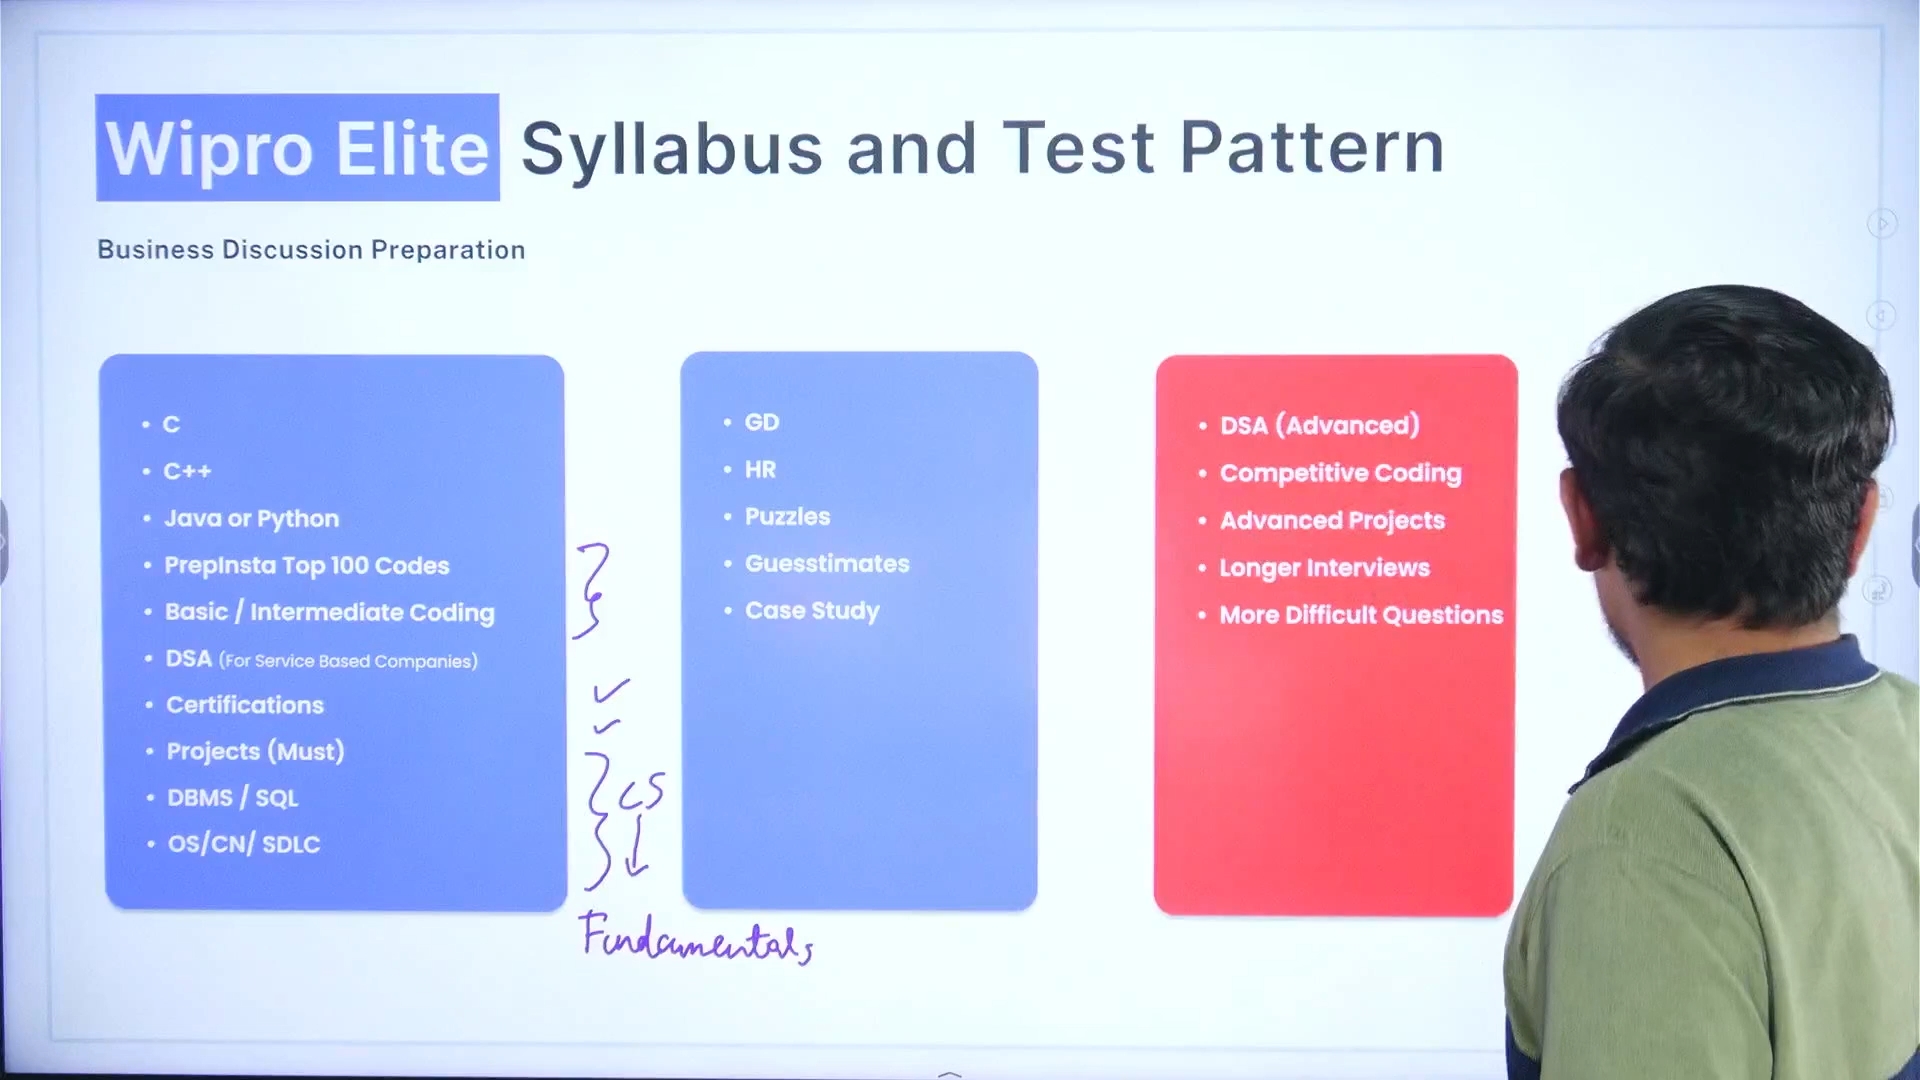 Wipro Elite Syllabus and Test Pattern
Business Discussion Preparation
• C
• C++
• Java or Python
• PrepInsta Top 100 Codes
• Basic / Intermediate Coding
• DSA (For Service Based Companies)
• Certifications
• Projects (Must)
• DBMS / SQL
• OS/CN/ SDLC
CS
Fundamentals
• GD
• HR
• Puzzles
• Guesstimates
• Case Study
• DSA (Advanced)
• Competitive Coding
• Advanced Projects
• Longer Interviews
• More Difficult Questions